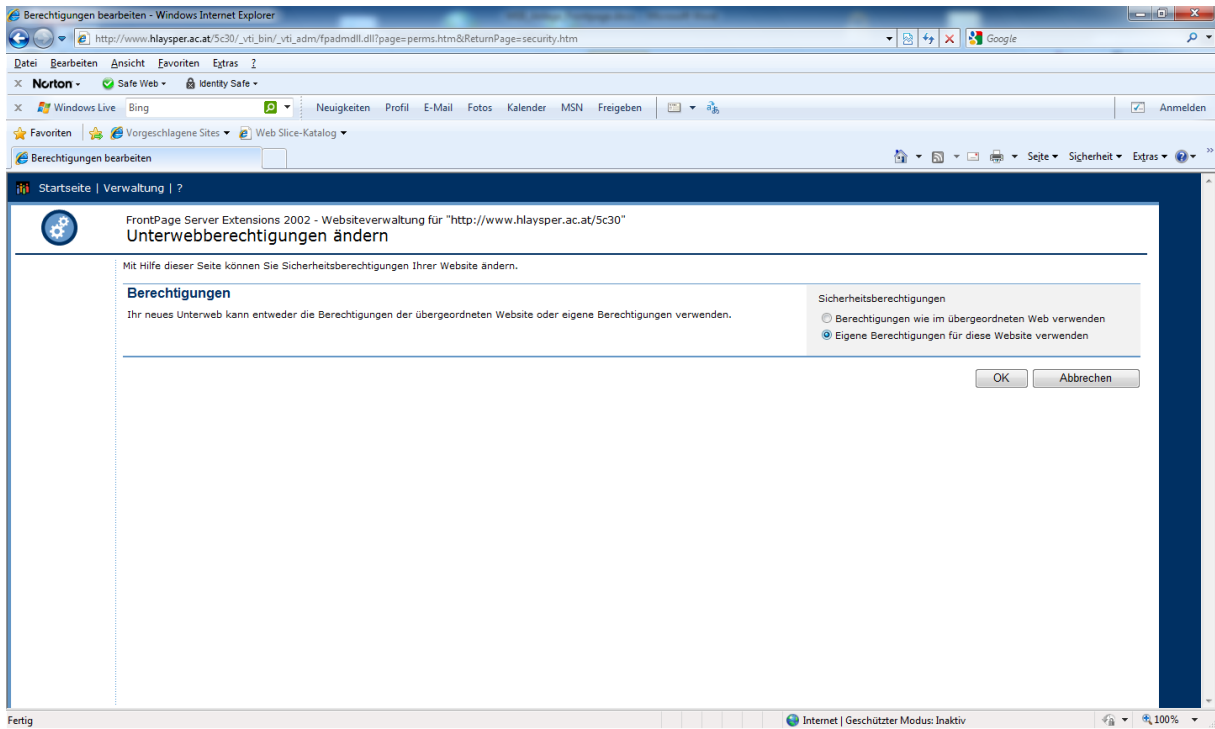 Berechtigungen bearbeiten - Windows Internet Explorer
http://www.hlaysper.ac.at/5c30/_vti_bin/_vti_adm/fpadmdll.dll?page=perms.htm&ReturnPage=security.htm
Google
Datei Bearbeiten Ansicht Favoriten Extras ?
x Norton - Safe Web - Identity Safe -
x Windows Live Bing Neuigkeiten Profil E-Mail Fotos Kalender MSN Freigeben Anmelden
Favoriten Vorgeschlagene Sites Web Slice-Katalog
Berechtigungen bearbeiten Seite Sicherheit Extras »
Startseite | Verwaltung | ?
FrontPage Server Extensions 2002 - Websiteverwaltung für "http://www.hlaysper.ac.at/5c30"
Unterwebberechtigungen ändern
Mit Hilfe dieser Seite können Sie Sicherheitsberechtigungen Ihrer Website ändern.
Berechtigungen
Ihr neues Unterweb kann entweder die Berechtigungen der übergeordneten Website oder eigene Berechtigungen verwenden.
Sicherheitsberechtigungen
Berechtigungen wie im übergeordneten Web verwenden
Eigene Berechtigungen für diese Website verwenden
OK Abbrechen
Fertig Internet | Geschützter Modus: Inaktiv 100%